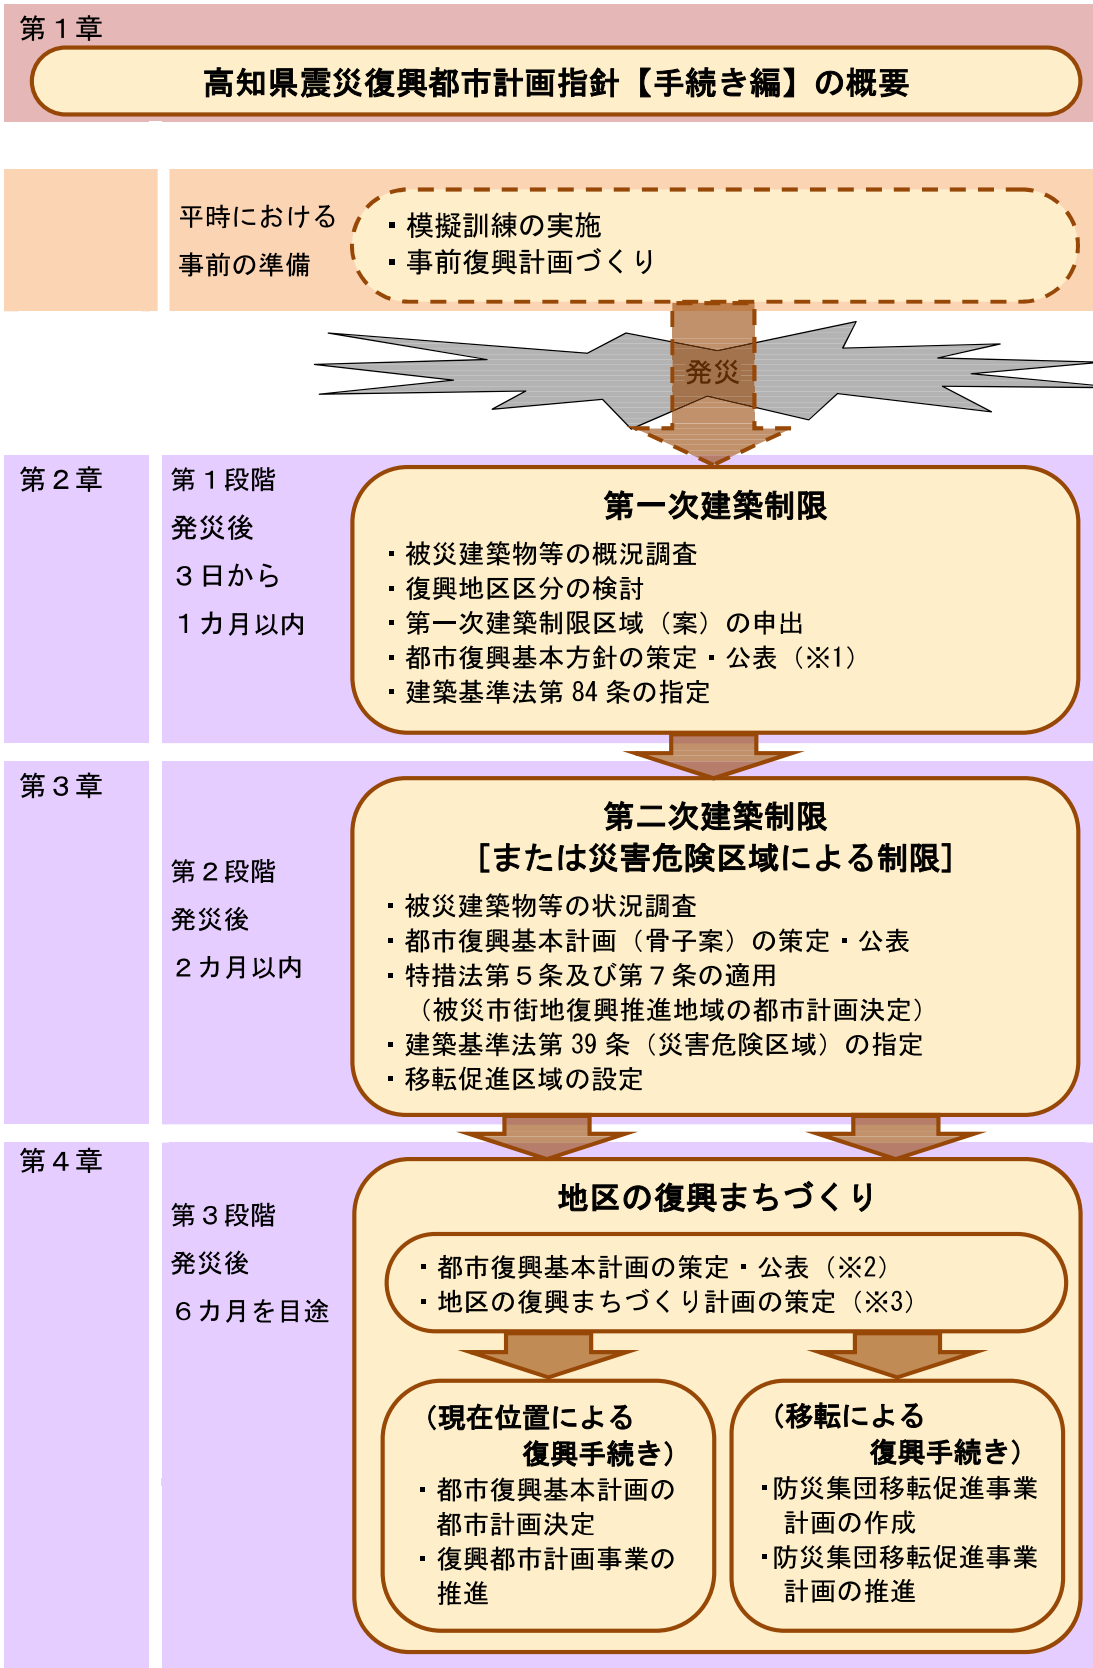 第１章
高知県震災復興都市計画指針【手続き編】の概要
平時における
事前の準備
・模擬訓練の実施
・事前復興計画づくり
発災
第２章
第１段階
発災後
３日から
１カ月以内
第一次建築制限
・被災建築物等の概況調査
・復興地区区分の検討
・第一次建築制限区域（案）の申出
・都市復興基本方針の策定・公表（※1）
・建築基準法第 84 条の指定
第３章
第２段階
発災後
２カ月以内
第二次建築制限
［または災害危険区域による制限］
・被災建築物等の状況調査
・都市復興基本計画（骨子案）の策定・公表
・特措法第５条及び第７条の適用
（被災市街地復興推進地域の都市計画決定）
・建築基準法第 39 条（災害危険区域）の指定
・移転促進区域の設定
第４章
第３段階
発災後
６カ月を目途
地区の復興まちづくり
・都市復興基本計画の策定・公表（※2）
・地区の復興まちづくり計画の策定（※3）
（現在位置による
復興手続き）
・都市復興基本計画の
都市計画決定
・復興都市計画事業の
推進
（移転による
復興手続き）
・防災集団移転促進事業
計画の作成
・防災集団移転促進事業
計画の推進